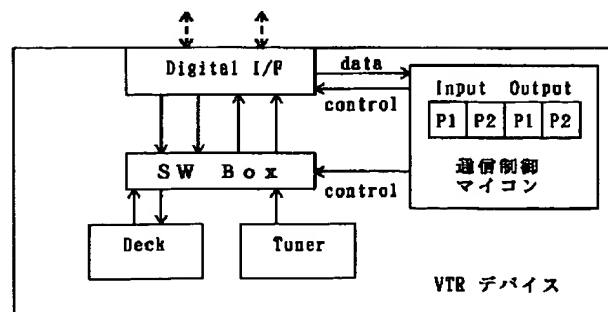 Digital I/F
data
control
Input Output
P1 P2 P1 P2
通信制御
マイコン
SW Box
control
Deck
Tuner
VTR デバイス